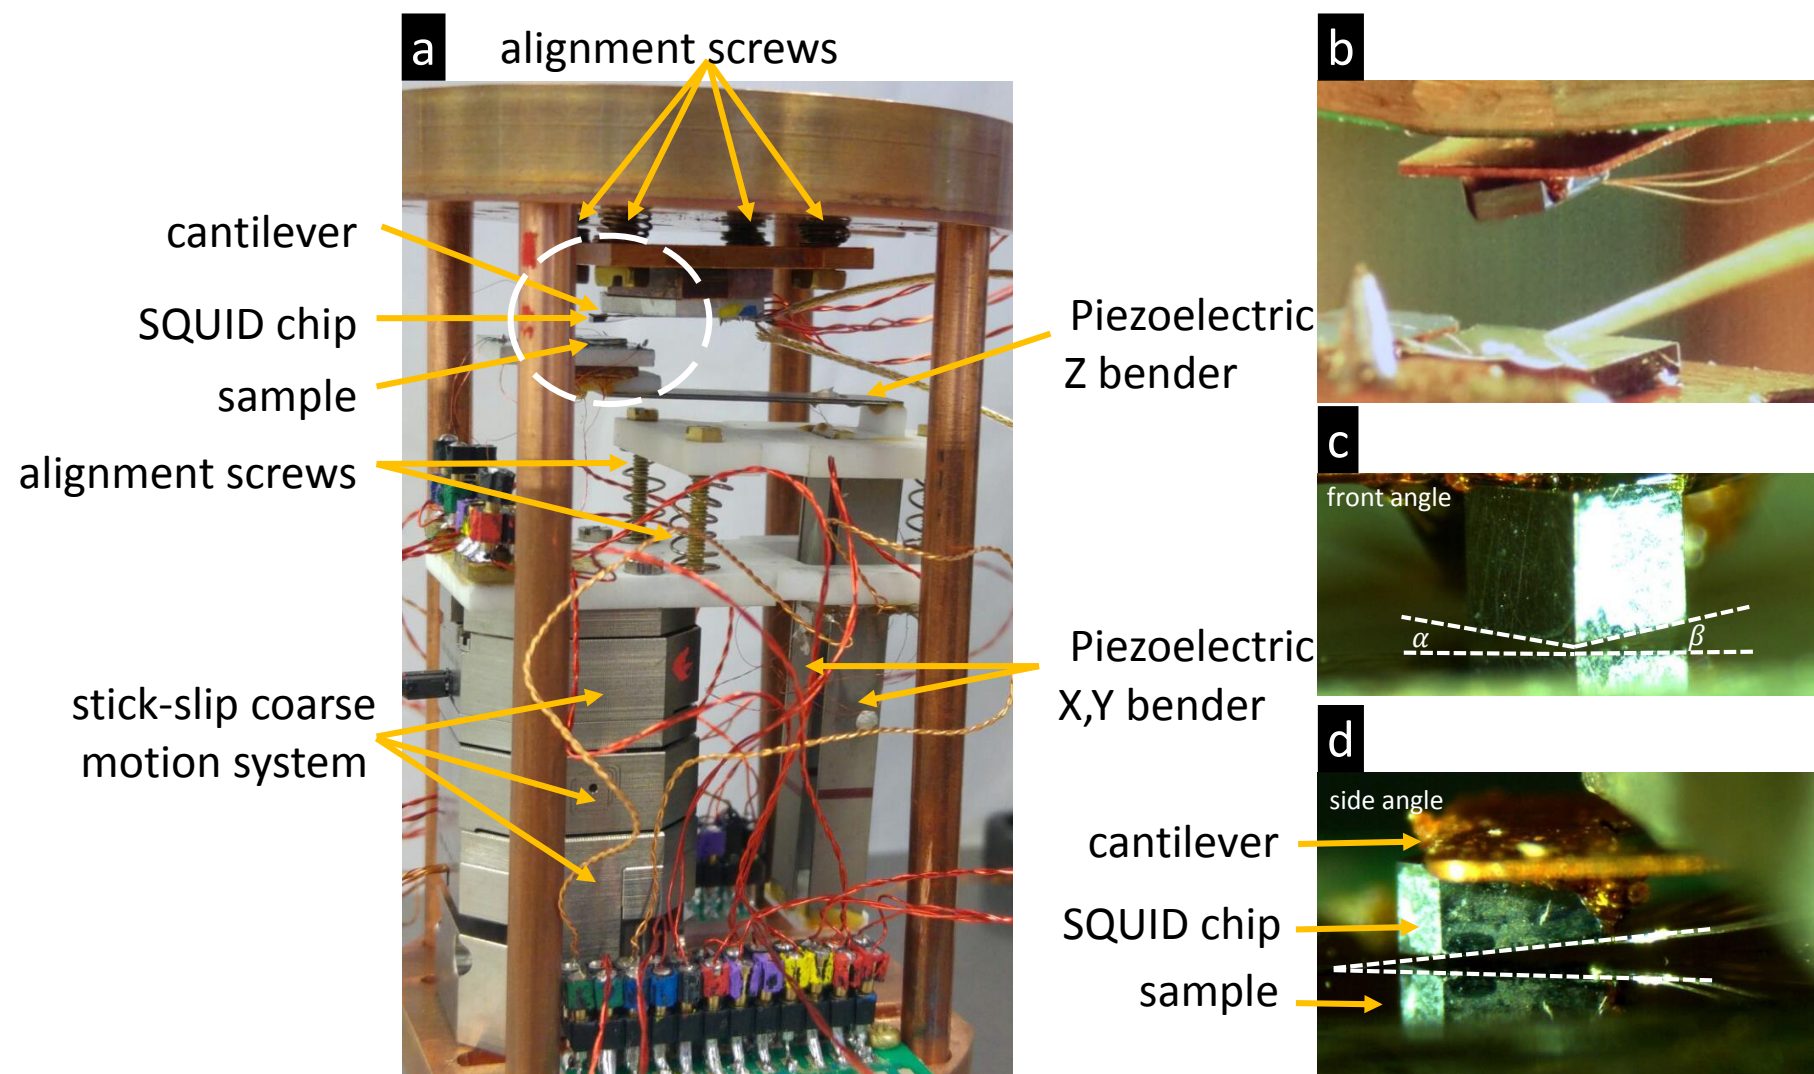 a
alignment screws
cantilever
SQUID chip
sample
alignment screws
stick-slip coarse
motion system
Piezoelectric
Z bender
Piezoelectric
X,Y bender
b
c
front angle
α
β
d
side angle
cantilever
SQUID chip
sample